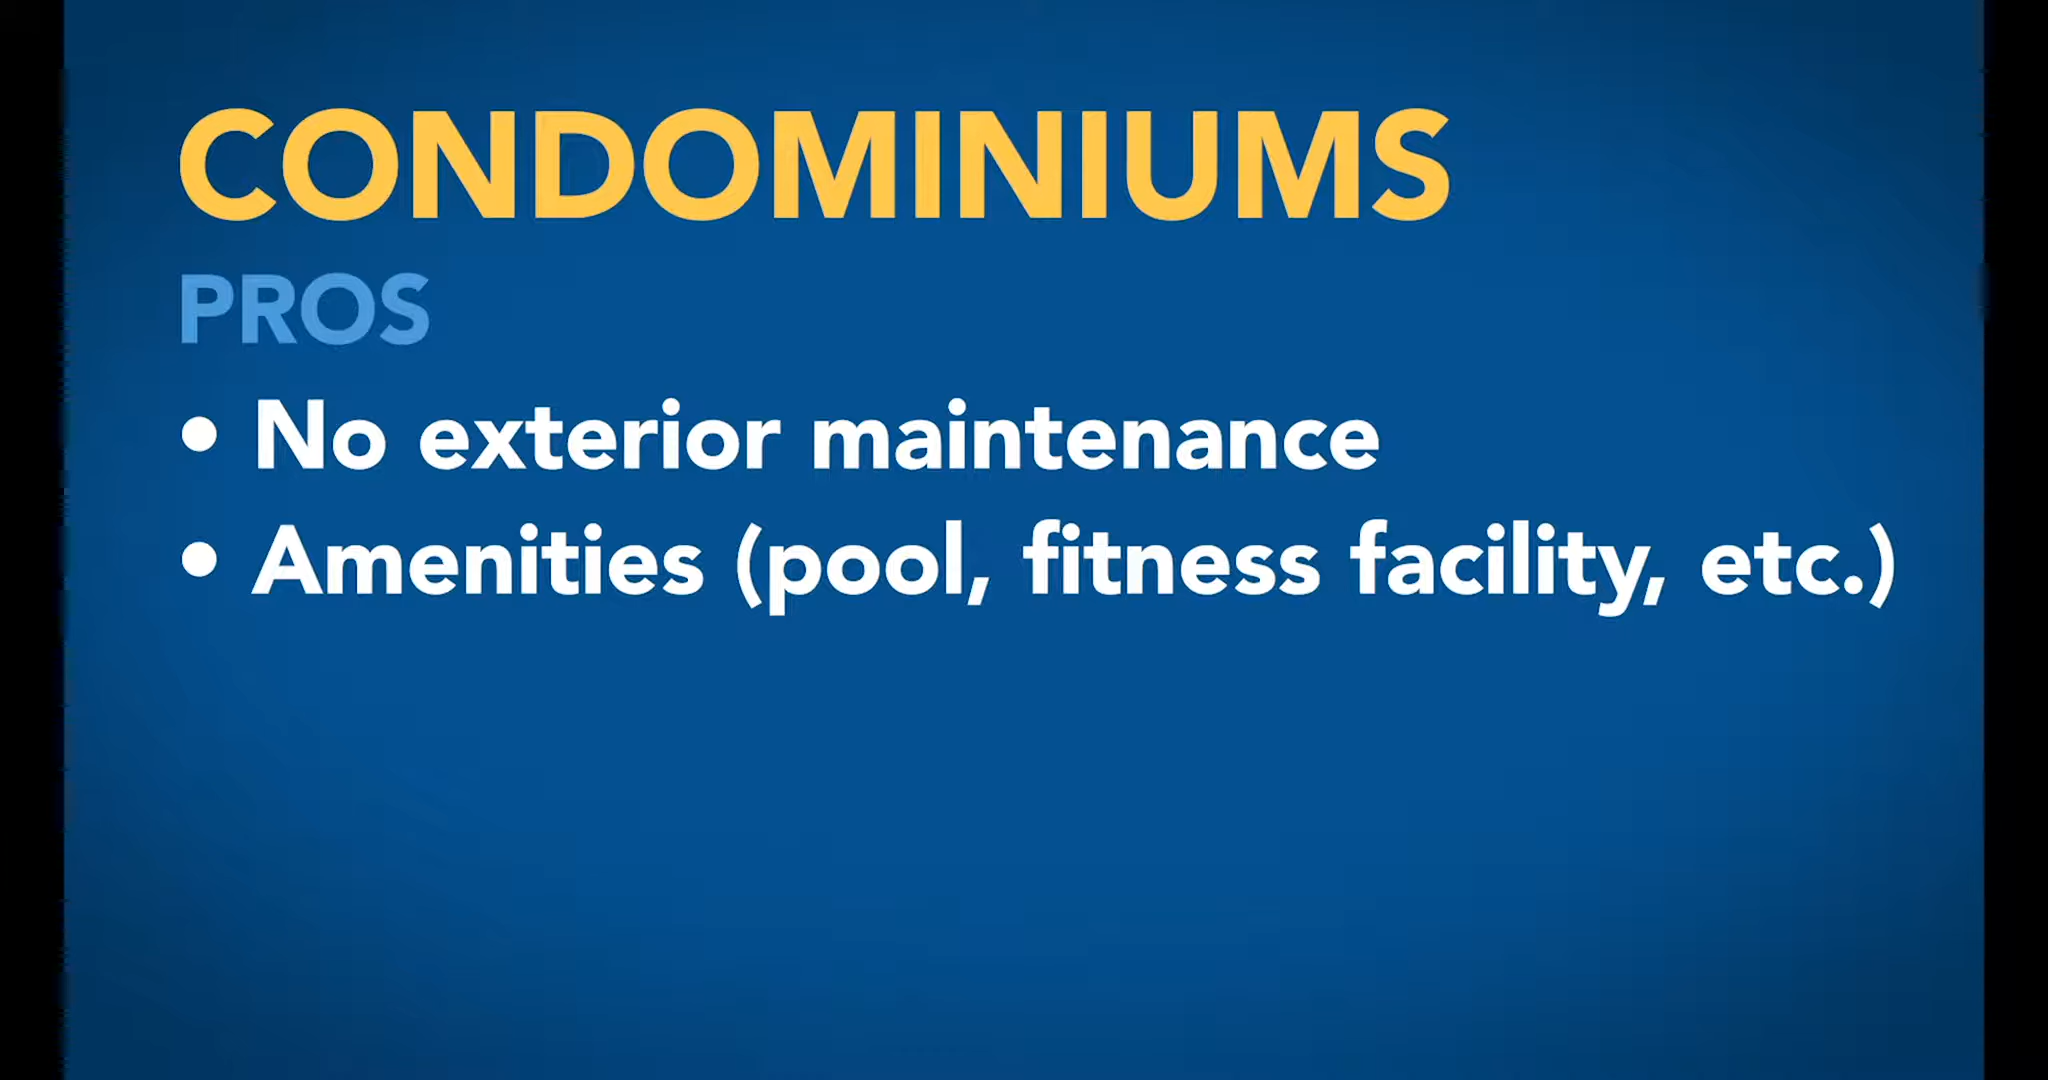 CONDOMINIUMS
PROS
• No exterior maintenance
• Amenities (pool, fitness facility, etc.)